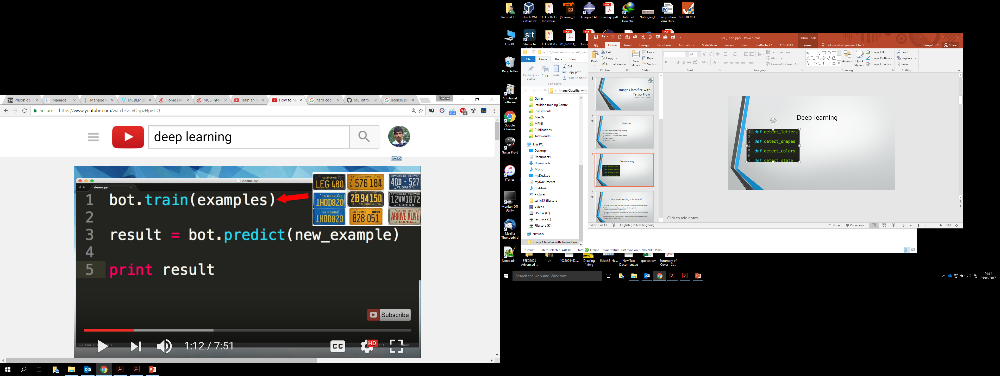 Prison de
Manage
Manage yo
MCBLMUI
Home | M
MCB Inter
Train an In
How to M
hard codi
ML_Intro/
license pla
Toshan
Secure
https://www.youtube.com/watch?v=vOppzHpvTiQ
9781
19
deep learning
demo.py
demo.py
1 bot.train(examples)
2
3 result = bot.predict(new_example)
4
5 print result
CALIFORNIA
LEG 480
19 CALIFORNIA 47
576 184
19 SUNSHINE STATE
40D - 527
FLORIDA
CALIFORNIA
1HOD820
2B 94 150
CALIFORNIA
67 SUNSHINE STATE 68
12WW1872
FLORIDA
CALIFORNIA
1HOD820
CALIFORNIA
828 051
SUNSHINE STATE 72
ARRIVE ALIVE
FLORIDA
Subscribe
1:12 / 7:51
CC
HD
Python
Rampat T.C.
Oracle VM
VirtualBox
FEEG6023 -
Individua...
[Sharma_Ro...
Abaqus CAE
Drawing1.pdf
Internet
Downlo...
Notes_on_f...
Requisition
Form Univ...
SUREDEMO...
This PC
Stocks to
Trade
FEEG6030 -
01_161011_...
A-con
Recycle Bin
Additional
Software
Google
Chrome
Guitar Pro 6
iTunes
Monitor Off
Utility
Mozilla
Thunderbird
Notepad++
FEEG6003
Advanced ...
UK
1023094462....
Drawing
1.dwg
IMechE-Ne...
New Text
Document.txt
quotes.csv
Summary of
Cover - St...
\\filestore.soton.ac.uk\users
File
Home
Share
View
Pin to Quick
access
Copy
Paste
Cut
Copy path
Paste shortcut
Clipboard
Image Classifier with
Guitar
Intuition training Centre
Investments
MacOs
MPhil
Publications
Taekwondo
This PC
Desktop
Documents
Downloads
Music
myDesktop
myDocuments
myMusic
Pictures
tcr1n15_filestore
Videos
OSDisk (C:)
resource (J:)
Filestore (K:)
Network
Image Classifier with TensorFlow
2 items
1 item selected 440 KB
State:
Online
Sync status:
Last sync on 21/03/2017 15:08
ML_Tools.pptx - PowerPoint
Picture Tools
File
Home
Insert
Design
Transitions
Animations
Slide Show
Review
View
EndNote X7
ACROBAT
Format
Tell me what you want to do...
Rampat T.C.
Share
Paste
Cut
Copy
Format Painter
Clipboard
New
Slide
Layout
Reset
Section
Slides
24
Font
Text Direction
Align Text
Convert to SmartArt
Paragraph
Arrange
Quick
Styles
Shape Fill
Shape Outline
Shape Effects
Drawing
Find
Replace
Select
Editing
1
Image Classifier with
TensorFlow
2
Overview
3
Deep-learning
4
Machine Learning – What is it?
Deep-learning
1 def detect_letters
2
3 def detect_shapes
4
5 def detect_colors
6
7 def detect_state
Click to add notes
Slide 3 of 13
English (United Kingdom)
Notes
Comments
50%
Search the web and Windows
16:21
25/03/2017